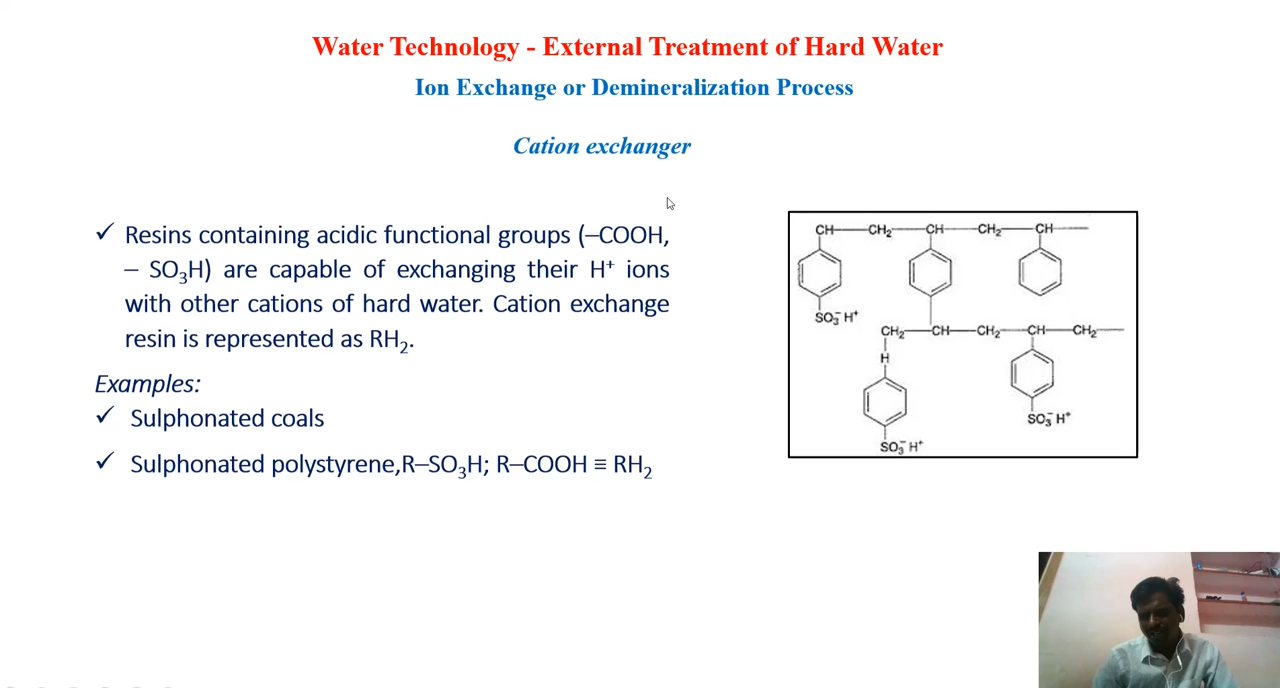 Water Technology - External Treatment of Hard Water
Ion Exchange or Demineralization Process
Cation exchanger
✓ Resins containing acidic functional groups (–COOH,
– SO₃H) are capable of exchanging their H⁺ ions
with other cations of hard water. Cation exchange
resin is represented as RH₂.
Examples:
✓ Sulphonated coals
✓ Sulphonated polystyrene,R–SO₃H; R–COOH ≡ RH₂
CH CH₂ CH CH₂ CH
SO₃⁻ H⁺
CH₂ CH CH₂ CH CH₂
H
SO₃⁻ H⁺
SO₃⁻ H⁺